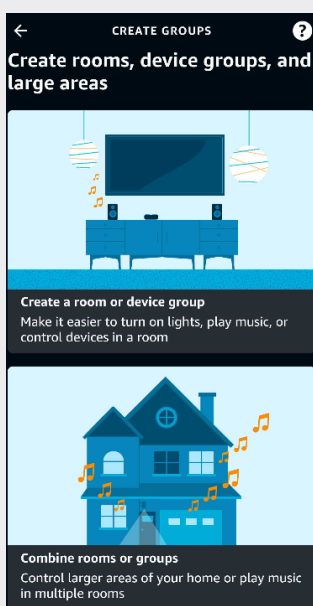 CREATE GROUPS
?
Create rooms, device groups, and
large areas
Create a room or device group
Make it easier to turn on lights, play music, or
control devices in a room
Combine rooms or groups
Control larger areas of your home or play music
in multiple rooms